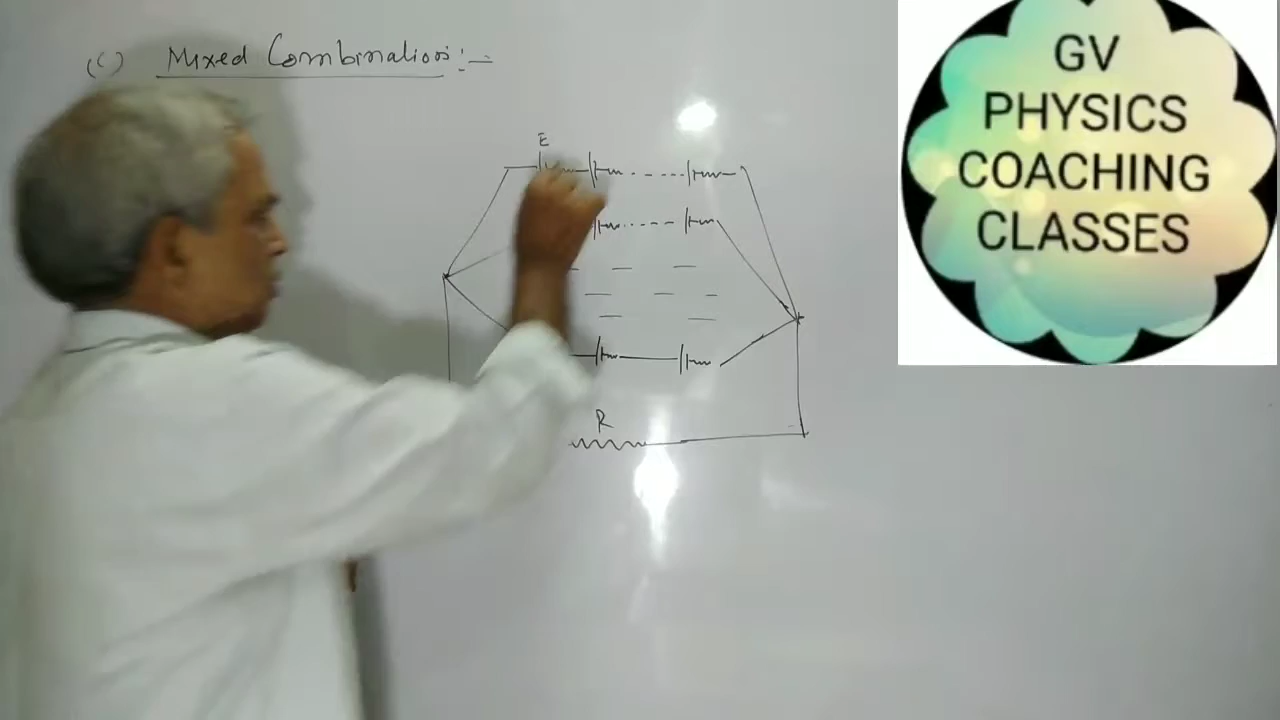 (C) Mixed Combination :-
E
R
GV
PHYSICS
COACHING
CLASSES